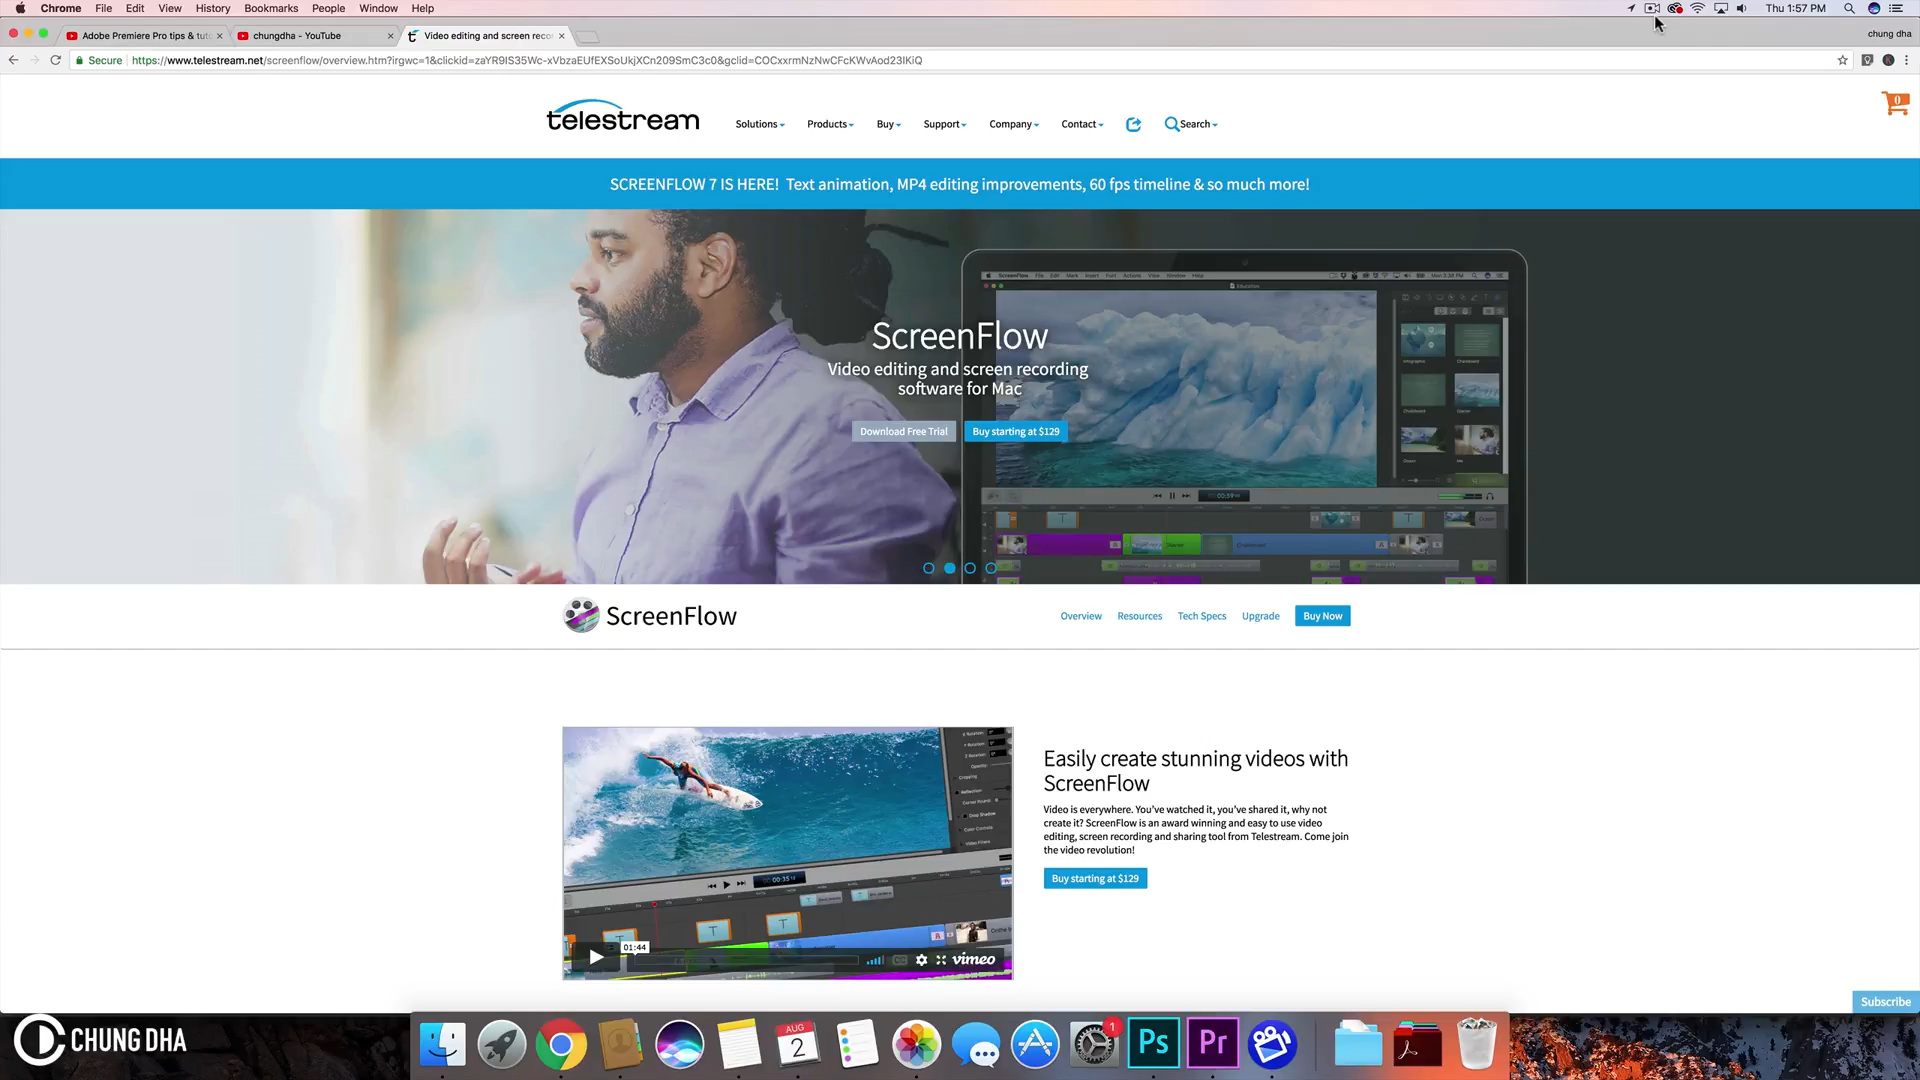 Chrome File Edit View History Bookmarks People Window Help
Thu 1:57 PM
Adobe Premiere Pro tips & tut
chungdha - YouTube
Video editing and screen reco
chung dha
Secure https://www.telestream.net/screenflow/overview.htm?irgwc=1&clickid=zaYR9IS35Wc-xVbzaEUfEXSoUkjXCn209SmC3c0&gclid=COCxxrmNzNwCFcKWvAod23IKiQ
telestream
Solutions Products Buy Support Company Contact Search
0
SCREENFLOW 7 IS HERE! Text animation, MP4 editing improvements, 60 fps timeline & so much more!
ScreenFlow
Video editing and screen recording
software for Mac
Download Free Trial Buy starting at $129
ScreenFlow
Overview Resources Tech Specs Upgrade Buy Now
Easily create stunning videos with
ScreenFlow
Video is everywhere. You've watched it, you've shared it, why not
create it? ScreenFlow is an award winning and easy to use video
editing, screen recording and sharing tool from Telestream. Come join
the video revolution!
Buy starting at $129
01:44
vimeo
Subscribe
CHUNG DHA
AUG
2
1
Ps
Pr